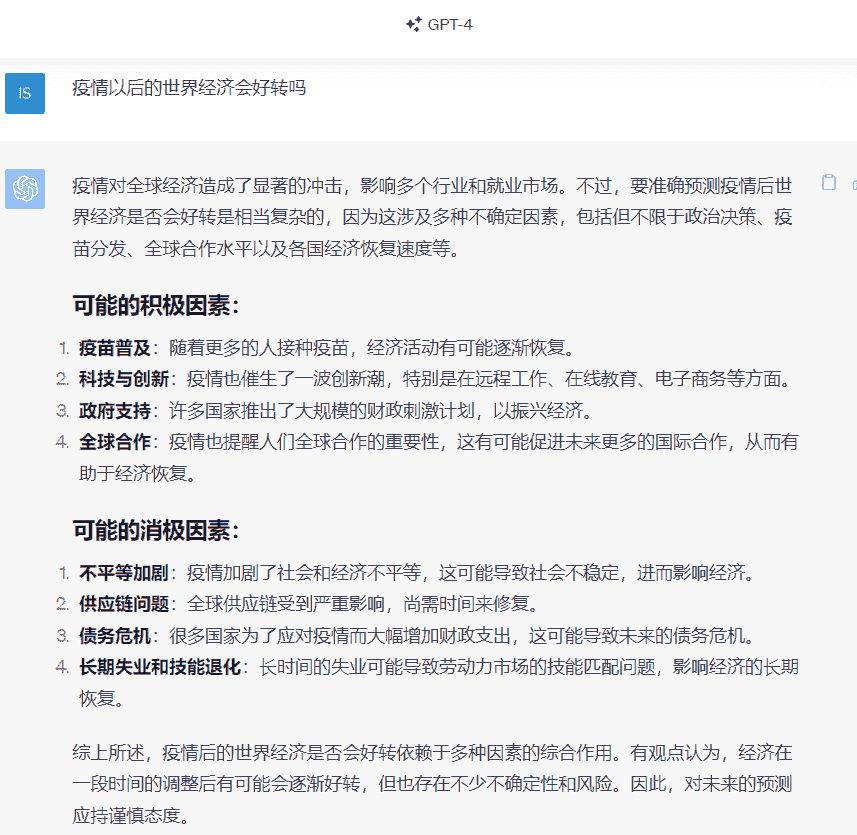 GPT-4
IS
疫情以后的世界经济会好转吗
疫情对全球经济造成了显著的冲击，影响多个行业和就业市场。不过，要准确预测疫情后世
界经济是否会好转是相当复杂的，因为这涉及多种不确定因素，包括但不限于政治决策、疫
苗分发、全球合作水平以及各国经济恢复速度等。
可能的积极因素：
1. 疫苗普及：随着更多的人接种疫苗，经济活动有可能逐渐恢复。
2. 科技与创新：疫情也催生了一波创新潮，特别是在远程工作、在线教育、电子商务等方面。
3. 政府支持：许多国家推出了大规模的财政刺激计划，以振兴经济。
4. 全球合作：疫情也提醒人们全球合作的重要性，这有可能促进未来更多的国际合作，从而有
助于经济恢复。
可能的消极因素：
1. 不平等加剧：疫情加剧了社会和经济不平等，这可能导致社会不稳定，进而影响经济。
2. 供应链问题：全球供应链受到严重影响，尚需时间来修复。
3. 债务危机：很多国家为了应对疫情而大幅增加财政支出，这可能导致未来的债务危机。
4. 长期失业和技能退化：长时间的失业可能导致劳动力市场的技能匹配问题，影响经济的长期
恢复。
综上所述，疫情后的世界经济是否会好转依赖于多种因素的综合作用。有观点认为，经济在
一段时间的调整后有可能会逐渐好转，但也存在不少不确定性和风险。因此，对未来的预测
应持谨慎态度。